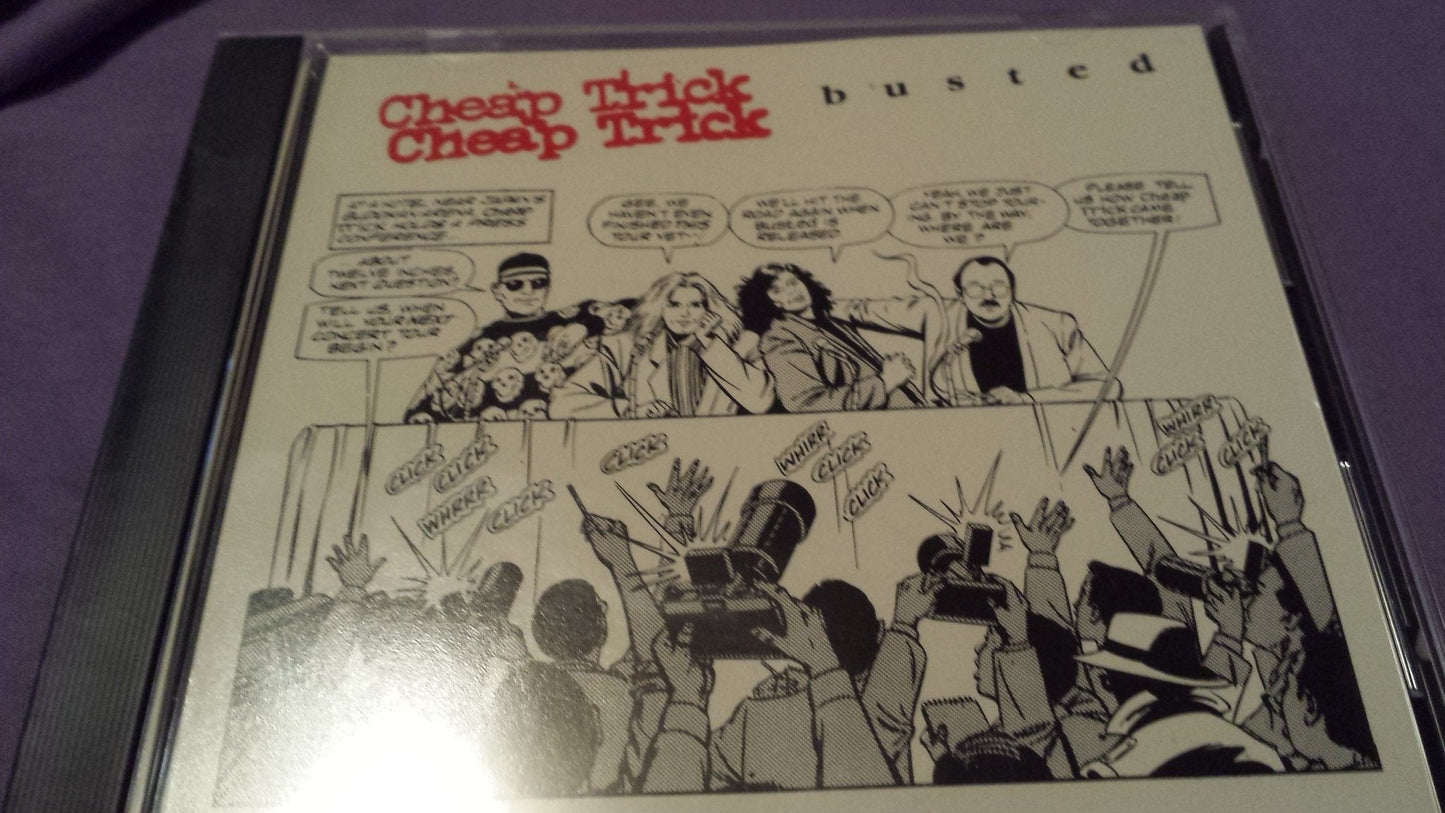 Cheap Trick
Cheap Trick
busted
AT A HOTEL NEAR JAPAN'S
BUDOKAN ARENA, CHEAP
TRICK HOLDS A PRESS
CONFERENCE.
ABOUT
TWELVE INCHES.
NEXT QUESTION?
TELL US, WHEN
WILL YOUR NEXT
CONCERT TOUR
BEGIN?
GEE, WE
HAVEN'T EVEN
FINISHED THIS
TOUR YET...
WE'LL HIT THE
ROAD AGAIN WHEN
BUSTED IS
RELEASED
YEAH, WE JUST
CAN'T STOP TOUR-
ING. BY THE WAY,
WHERE ARE
WE?
PLEASE TELL
US HOW CHEAP
TRICK CAME
TOGETHER!
CLICK
CLICK
WHRRR
CLICK
CLICK
WHIRR
CLICK
CLICK
WHIRR
CLICK
CLICK